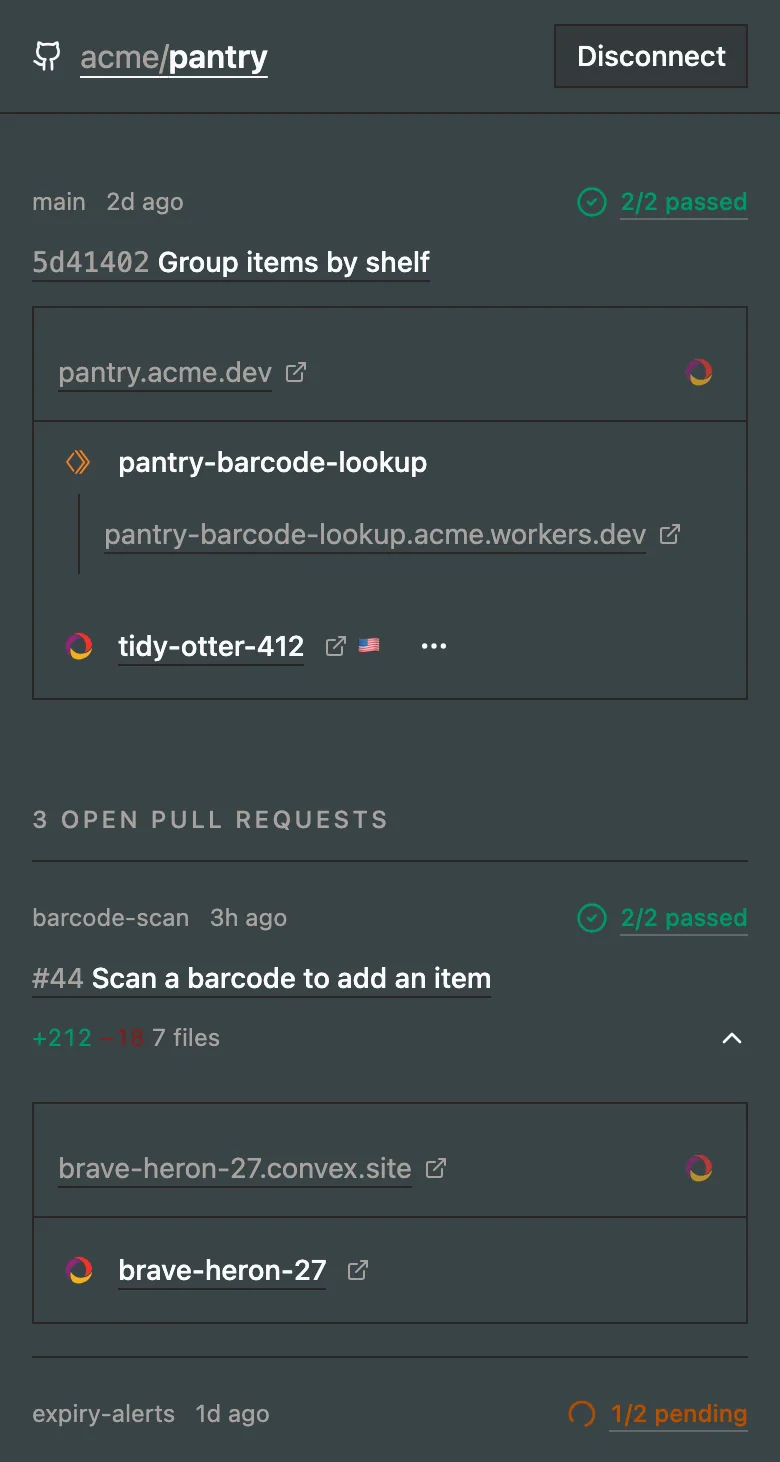 acme/pantry
Disconnect
main 2d ago
2/2 passed
5d41402 Group items by shelf
pantry.acme.dev
pantry-barcode-lookup
pantry-barcode-lookup.acme.workers.dev
tidy-otter-412
3 OPEN PULL REQUESTS
barcode-scan 3h ago
2/2 passed
#44 Scan a barcode to add an item
+212 −18 7 files
brave-heron-27.convex.site
brave-heron-27
expiry-alerts 1d ago
1/2 pending